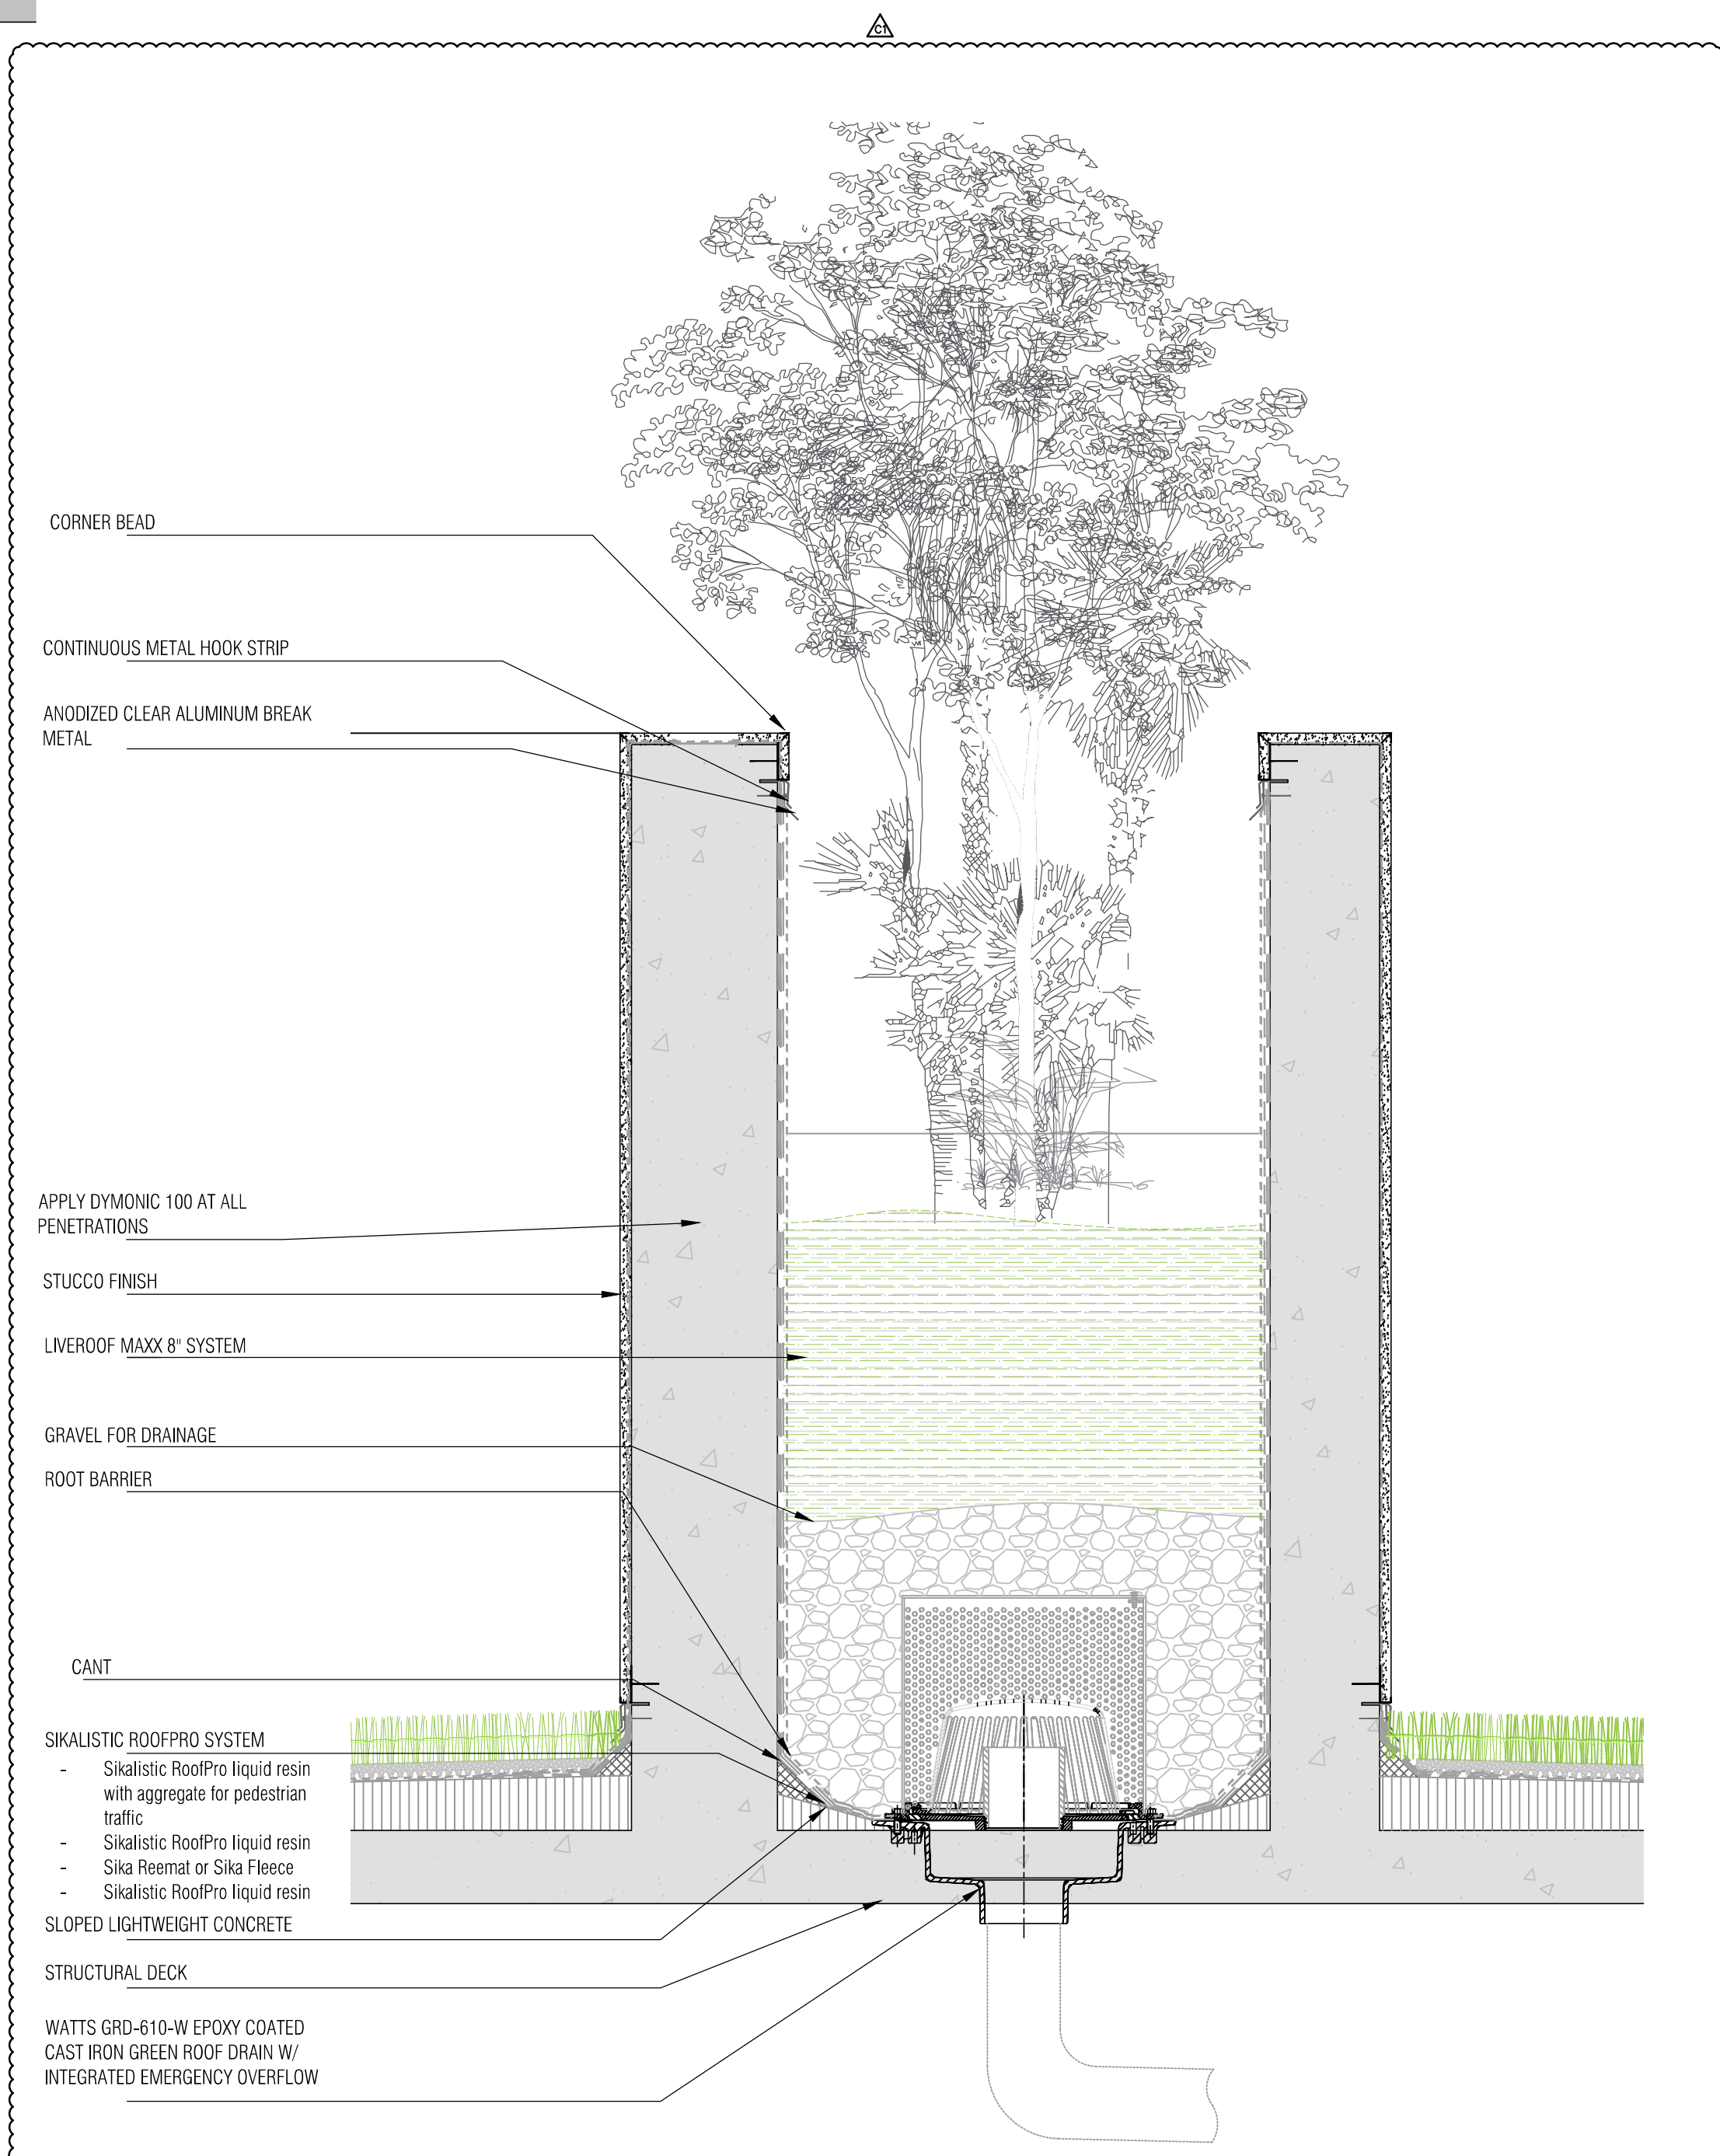 C1
CORNER BEAD
CONTINUOUS METAL HOOK STRIP
ANODIZED CLEAR ALUMINUM BREAK
METAL
APPLY DYMONIC 100 AT ALL
PENETRATIONS
STUCCO FINISH
LIVEROOF MAXX 8" SYSTEM
GRAVEL FOR DRAINAGE
ROOT BARRIER
CANT
SIKALISTIC ROOFPRO SYSTEM
- Sikalistic RoofPro liquid resin
with aggregate for pedestrian
traffic
- Sikalistic RoofPro liquid resin
- Sika Reemat or Sika Fleece
- Sikalistic RoofPro liquid resin
SLOPED LIGHTWEIGHT CONCRETE
STRUCTURAL DECK
WATTS GRD-610-W EPOXY COATED
CAST IRON GREEN ROOF DRAIN W/
INTEGRATED EMERGENCY OVERFLOW